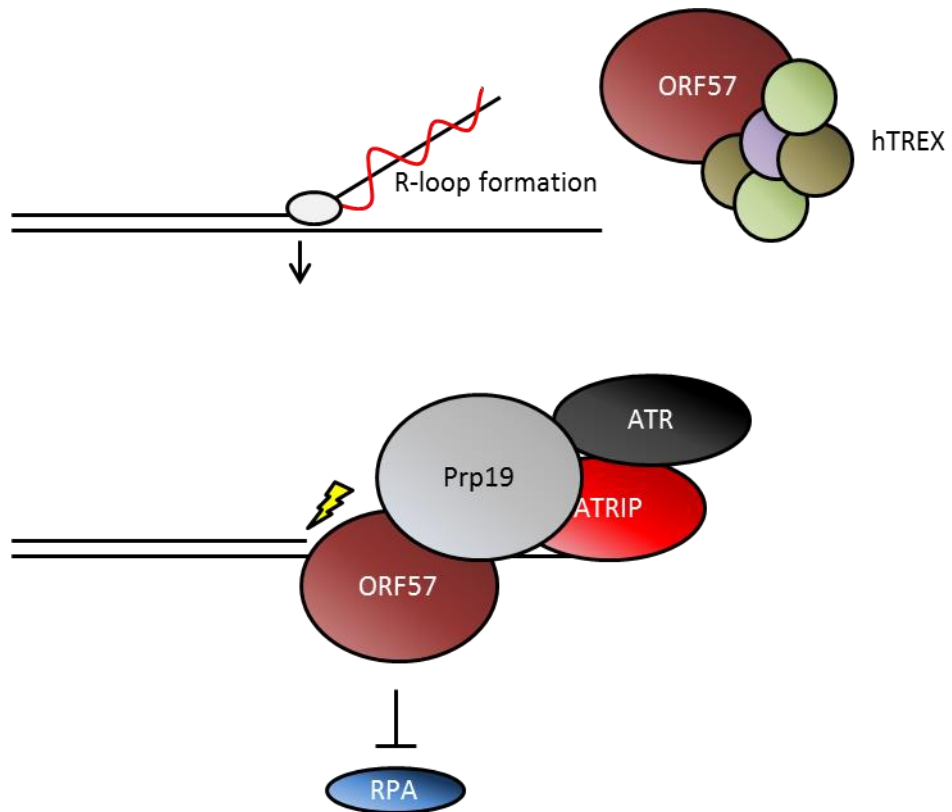 ORF57
hTREX
R-loop formation
ATR
Prp19
ATRIP
ORF57
RPA